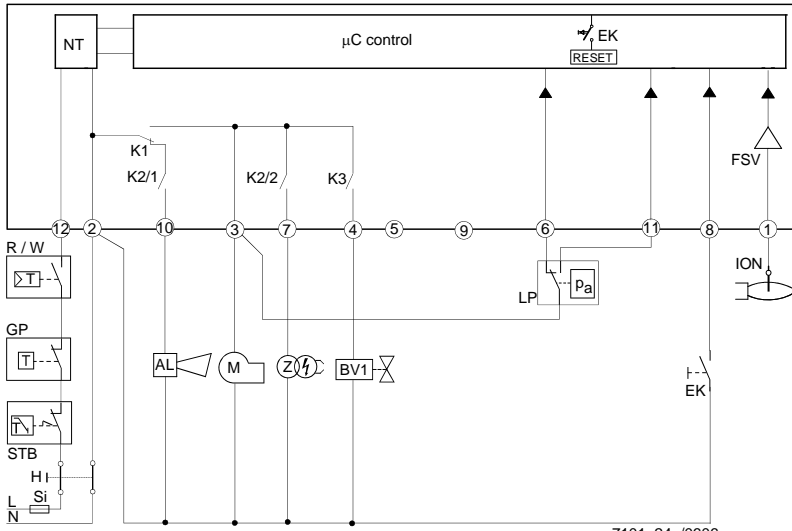 NT
µC control
EK
RESET
K1
K2/1
K2/2
K3
FSV
12
2
10
3
7
4
5
9
6
11
8
1
R / W
T
GP
T
STB
T
H
L
Si
N
AL
M
Z
BV1
LP
pa
ION
EK